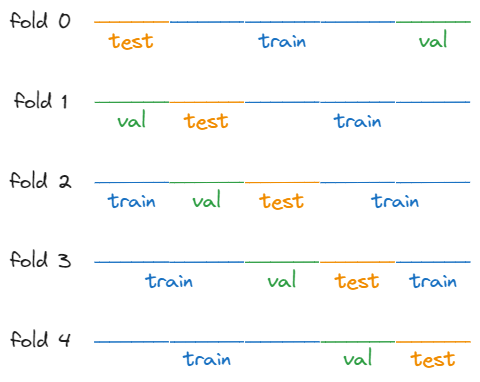 fold 0
test train val
fold 1
val test train
fold 2
train val test train
fold 3
train val test train
fold 4
train val test